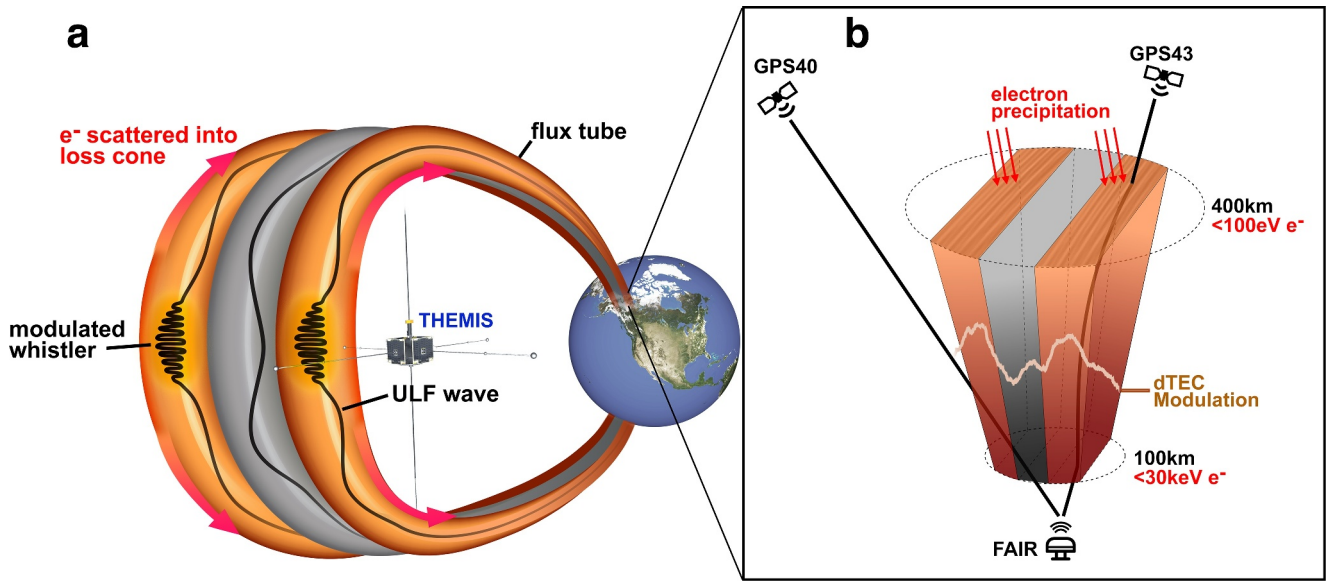 a
e⁻ scattered into
loss cone
flux tube
modulated
whistler
THEMIS
ULF wave
b
GPS40
GPS43
electron
precipitation
400km
<100eV e⁻
dTEC
Modulation
100km
<30keV e⁻
FAIR